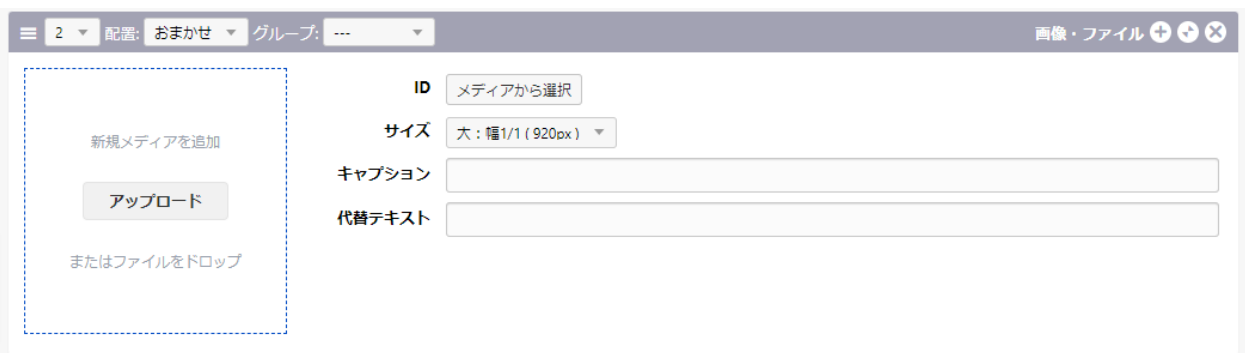 2 配置: おまかせ グループ: --- 画像・ファイル
ID メディアから選択
サイズ 大：幅1/1 ( 920px )
キャプション
代替テキスト
新規メディアを追加
アップロード
またはファイルをドロップ